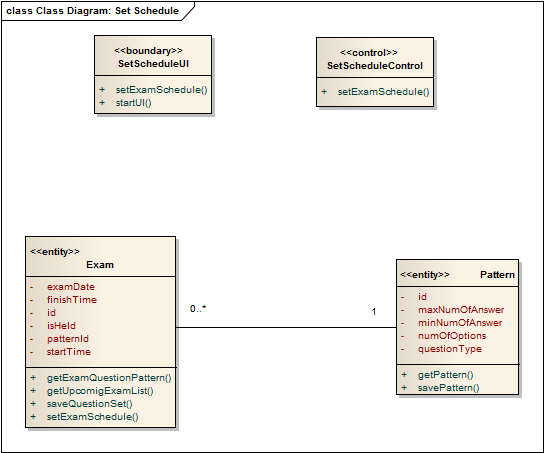 class Class Diagram: Set Schedule
<<boundary>>
SetScheduleUI
+ setExamSchedule()
+ startUI()
<<control>>
SetScheduleControl
+ setExamSchedule()
<<entity>>
Exam
- examDate
- finishTime
- id
- isHeld
- patternId
- startTime
+ getExamQuestionPattern()
+ getUpcomigExamList()
+ saveQuestionSet()
+ setExamSchedule()
0..*
1
<<entity>> Pattern
- id
- maxNumOfAnswer
- minNumOfAnswer
- numOfOptions
- questionType
+ getPattern()
+ savePattern()